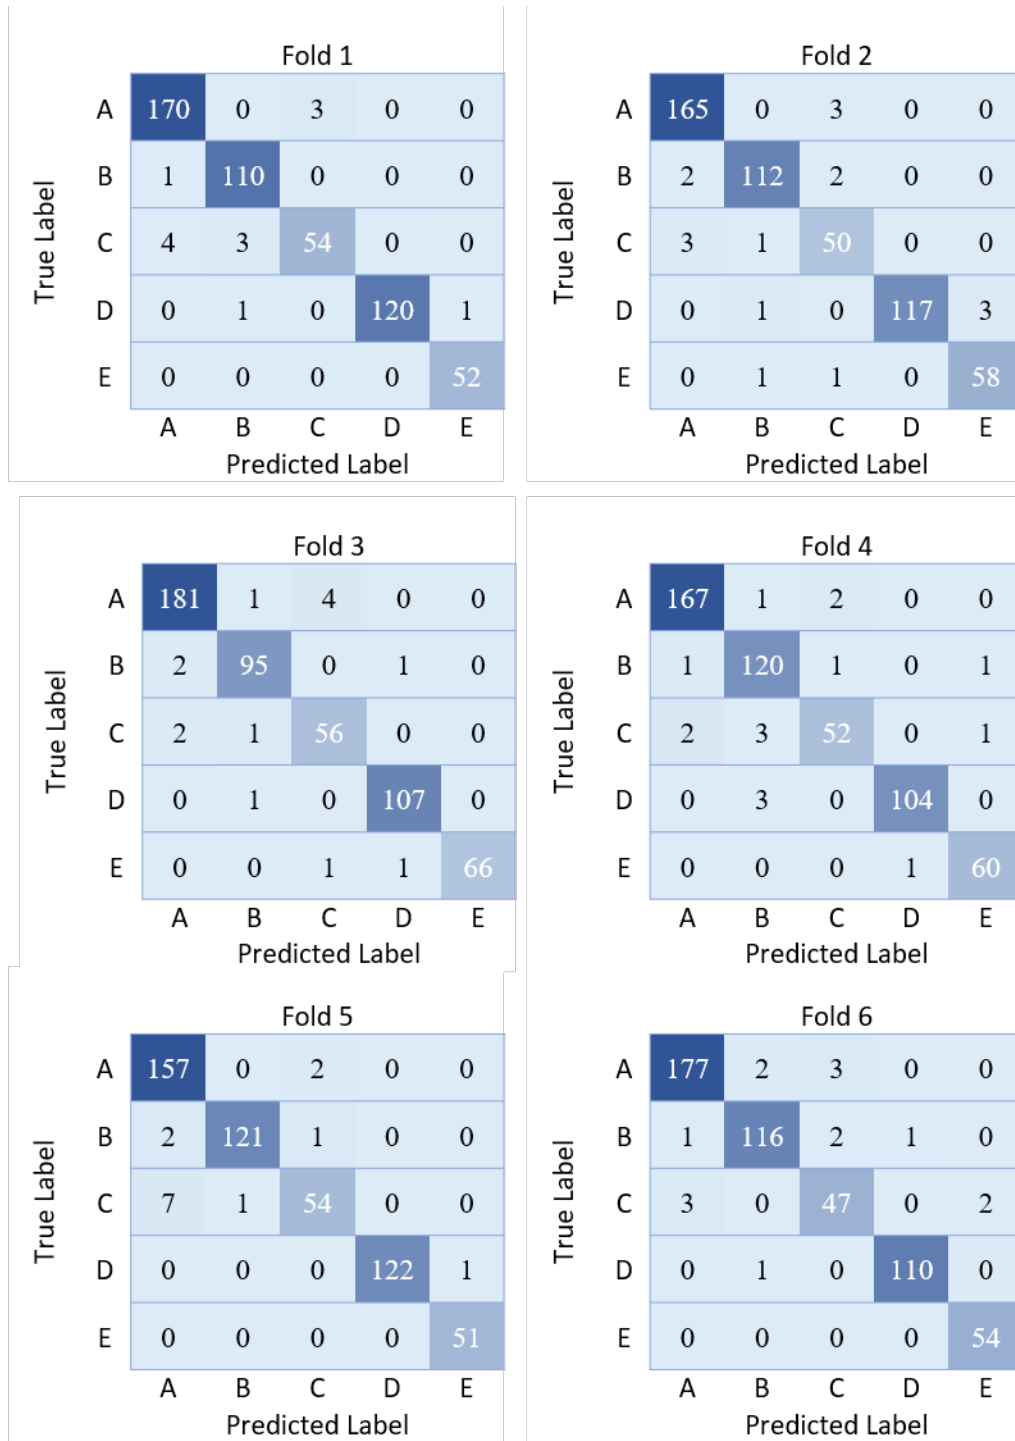 Fold 1
True Label
A 170 0 3 0 0
B 1 110 0 0 0
C 4 3 54 0 0
D 0 1 0 120 1
E 0 0 0 0 52
A B C D E
Predicted Label
Fold 2
True Label
A 165 0 3 0 0
B 2 112 2 0 0
C 3 1 50 0 0
D 0 1 0 117 3
E 0 1 1 0 58
A B C D E
Predicted Label
Fold 3
True Label
A 181 1 4 0 0
B 2 95 0 1 0
C 2 1 56 0 0
D 0 1 0 107 0
E 0 0 1 1 66
A B C D E
Predicted Label
Fold 4
True Label
A 167 1 2 0 0
B 1 120 1 0 1
C 2 3 52 0 1
D 0 3 0 104 0
E 0 0 0 1 60
A B C D E
Predicted Label
Fold 5
True Label
A 157 0 2 0 0
B 2 121 1 0 0
C 7 1 54 0 0
D 0 0 0 122 1
E 0 0 0 0 51
A B C D E
Predicted Label
Fold 6
True Label
A 177 2 3 0 0
B 1 116 2 1 0
C 3 0 47 0 2
D 0 1 0 110 0
E 0 0 0 0 54
A B C D E
Predicted Label